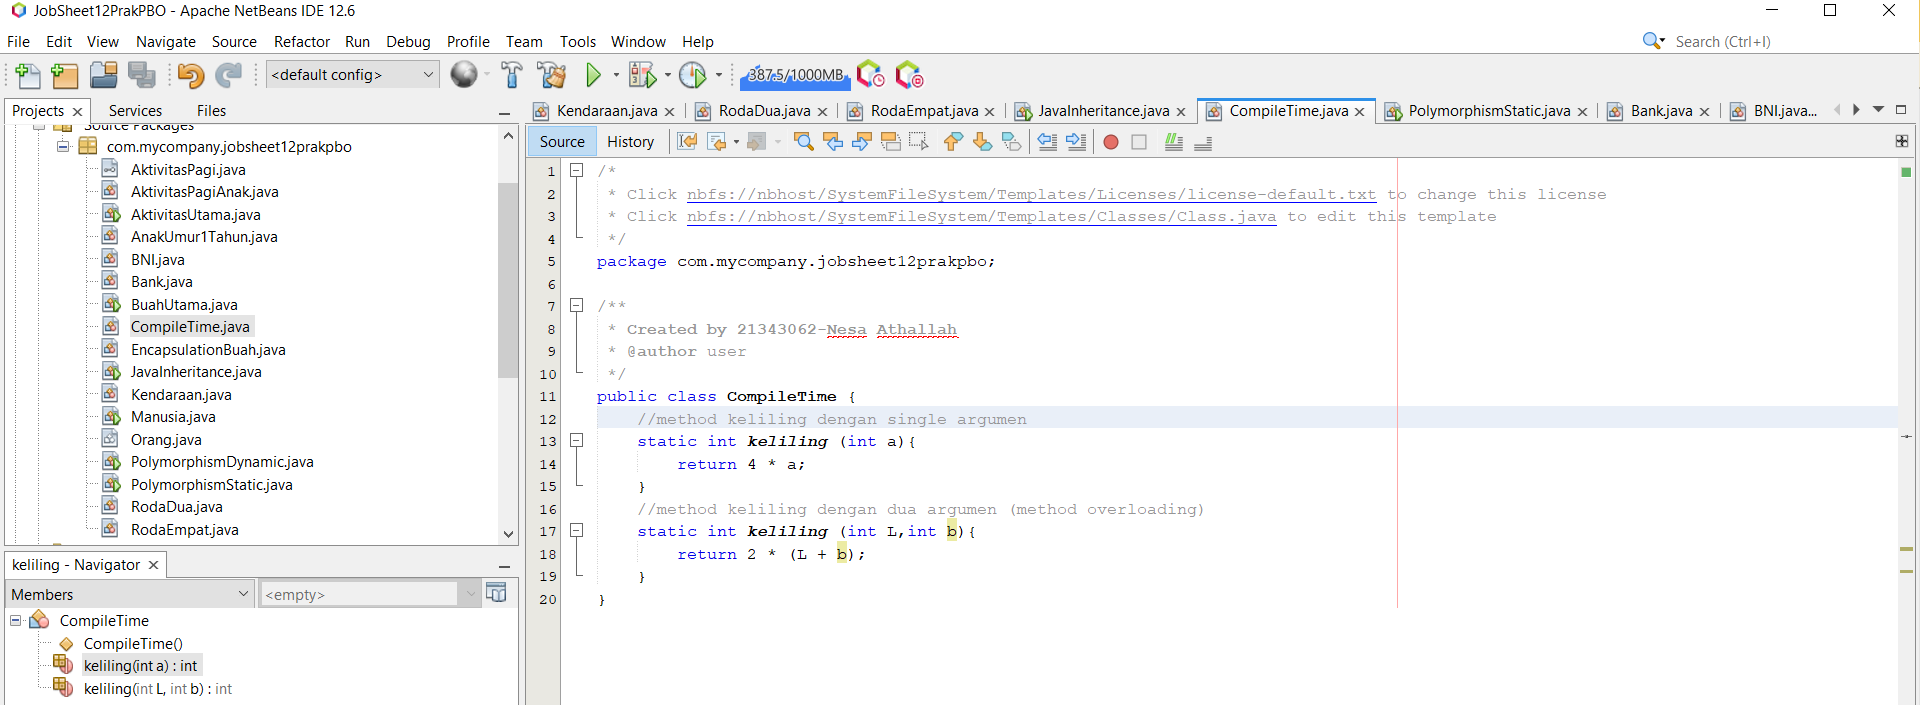 JobSheet12PrakPBO - Apache NetBeans IDE 12.6
File Edit View Navigate Source Refactor Run Debug Profile Team Tools Window Help
Search (Ctrl+I)
<default config>
387.5/1000MB
Projects Services Files
Kendaraan.java RodaDua.java RodaEmpat.java JavaInheritance.java CompileTime.java PolymorphismStatic.java Bank.java BNI.java...
Source History
Source Packages
com.mycompany.jobsheet12prakpbo
AktivitasPagi.java
AktivitasPagiAnak.java
AktivitasUtama.java
AnakUmur1Tahun.java
BNI.java
Bank.java
BuahUtama.java
CompileTime.java
EncapsulationBuah.java
JavaInheritance.java
Kendaraan.java
Manusia.java
Orang.java
PolymorphismDynamic.java
PolymorphismStatic.java
RodaDua.java
RodaEmpat.java
keliling - Navigator
Members
<empty>
CompileTime
CompileTime()
keliling(int a) : int
keliling(int L, int b) : int
1 /*
2 * Click nbfs://nbhost/SystemFileSystem/Templates/Licenses/license-default.txt to change this license
3 * Click nbfs://nbhost/SystemFileSystem/Templates/Classes/Class.java to edit this template
4 */
5 package com.mycompany.jobsheet12prakpbo;
6
7 /**
8 * Created by 21343062-Nesa Athallah
9 * @author user
10 */
11 public class CompileTime {
12 //method keliling dengan single argumen
13 static int keliling (int a){
14 return 4 * a;
15 }
16 //method keliling dengan dua argumen (method overloading)
17 static int keliling (int L,int b){
18 return 2 * (L + b);
19 }
20 }